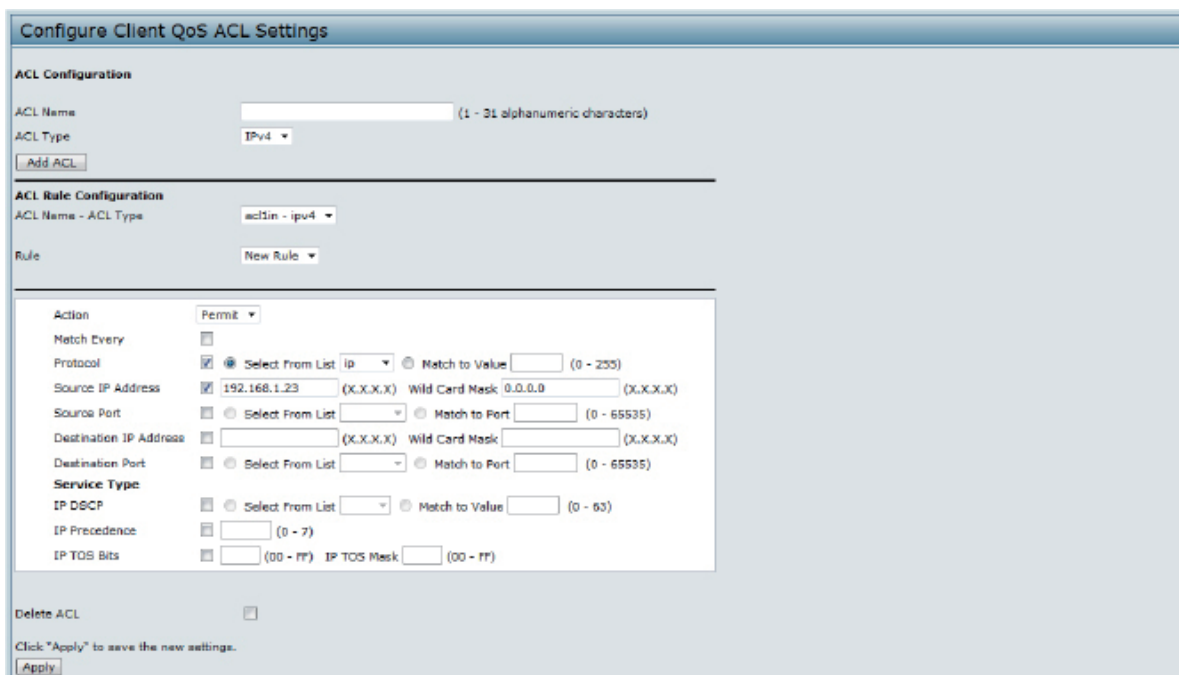 Configure Client QoS ACL Settings
ACL Configuration
ACL Name (1 - 31 alphanumeric characters)
ACL Type IPv4
Add ACL
ACL Rule Configuration
ACL Name - ACL Type acl1in - ipv4
Rule New Rule
Action Permit
Match Every
Protocol Select From List ip Match to Value (0 - 255)
Source IP Address 192.168.1.23 (X.X.X.X) Wild Card Mask 0.0.0.0 (X.X.X.X)
Source Port Select From List Match to Port (0 - 65535)
Destination IP Address (X.X.X.X) Wild Card Mask (X.X.X.X)
Destination Port Select From List Match to Port (0 - 65535)
Service Type
IP DSCP Select From List Match to Value (0 - 63)
IP Precedence (0 - 7)
IP TOS Bits (00 - FF) IP TOS Mask (00 - FF)
Delete ACL
Click "Apply" to save the new settings.
Apply